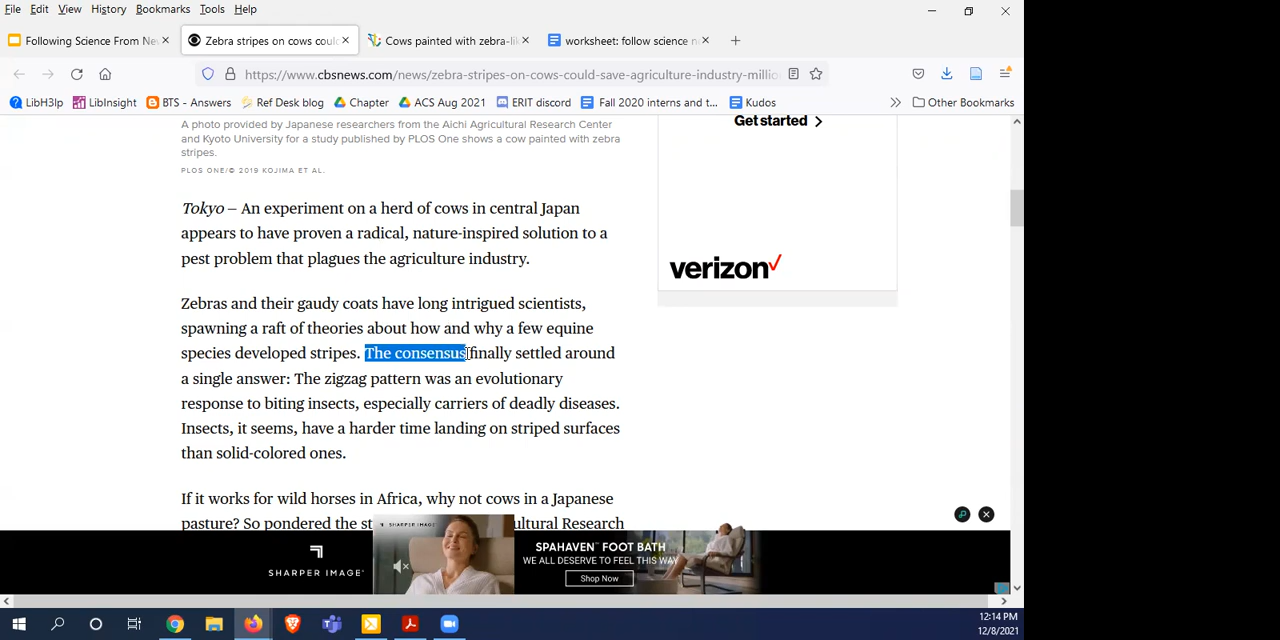 File Edit View History Bookmarks Tools Help
Following Science From Ne
Zebra stripes on cows coul
Cows painted with zebra-li
worksheet: follow science n
https://www.cbsnews.com/news/zebra-stripes-on-cows-could-save-agriculture-industry-millio
LibH3lp LibInsight BTS - Answers Ref Desk blog Chapter ACS Aug 2021 ERIT discord Fall 2020 interns and t... Kudos Other Bookmarks
A photo provided by Japanese researchers from the Aichi Agricultural Research Center
and Kyoto University for a study published by PLOS One shows a cow painted with zebra
stripes.
PLOS ONE/© 2019 KOJIMA ET AL.
Get started
verizon
Tokyo — An experiment on a herd of cows in central Japan
appears to have proven a radical, nature-inspired solution to a
pest problem that plagues the agriculture industry.
Zebras and their gaudy coats have long intrigued scientists,
spawning a raft of theories about how and why a few equine
species developed stripes. The consensus finally settled around
a single answer: The zigzag pattern was an evolutionary
response to biting insects, especially carriers of deadly diseases.
Insects, it seems, have a harder time landing on striped surfaces
than solid-colored ones.
If it works for wild horses in Africa, why not cows in a Japanese
pasture? So pondered the st
ultural Research
SHARPER IMAGE
SHARPER IMAGE
SPAHAVEN™ FOOT BATH
WE ALL DESERVE TO FEEL THIS WAY
Shop Now
12:14 PM
12/8/2021